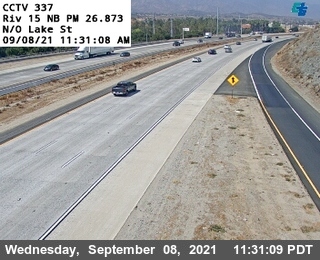 CCTV 337
Riv 15 NB PM 26.873
N/O Lake St
09/08/21 11:31:08 AM
Wednesday, September 08, 2021 11:31:09 PDT